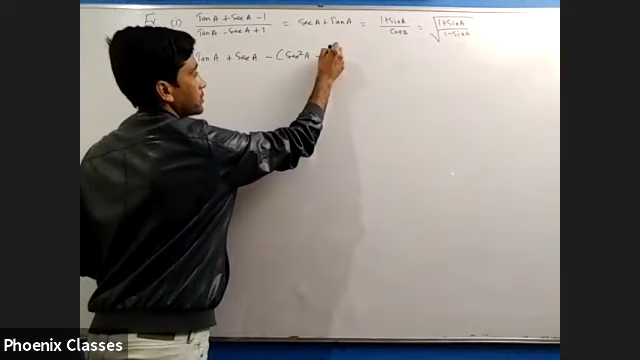 Ex (1) TanA + SecA - 1 / TanA - SecA + 1 = SecA + TanA = 1+SinA / CosA = √(1+SinA / 1-SinA)
TanA + SecA - (Sec²A -
Phoenix Classes